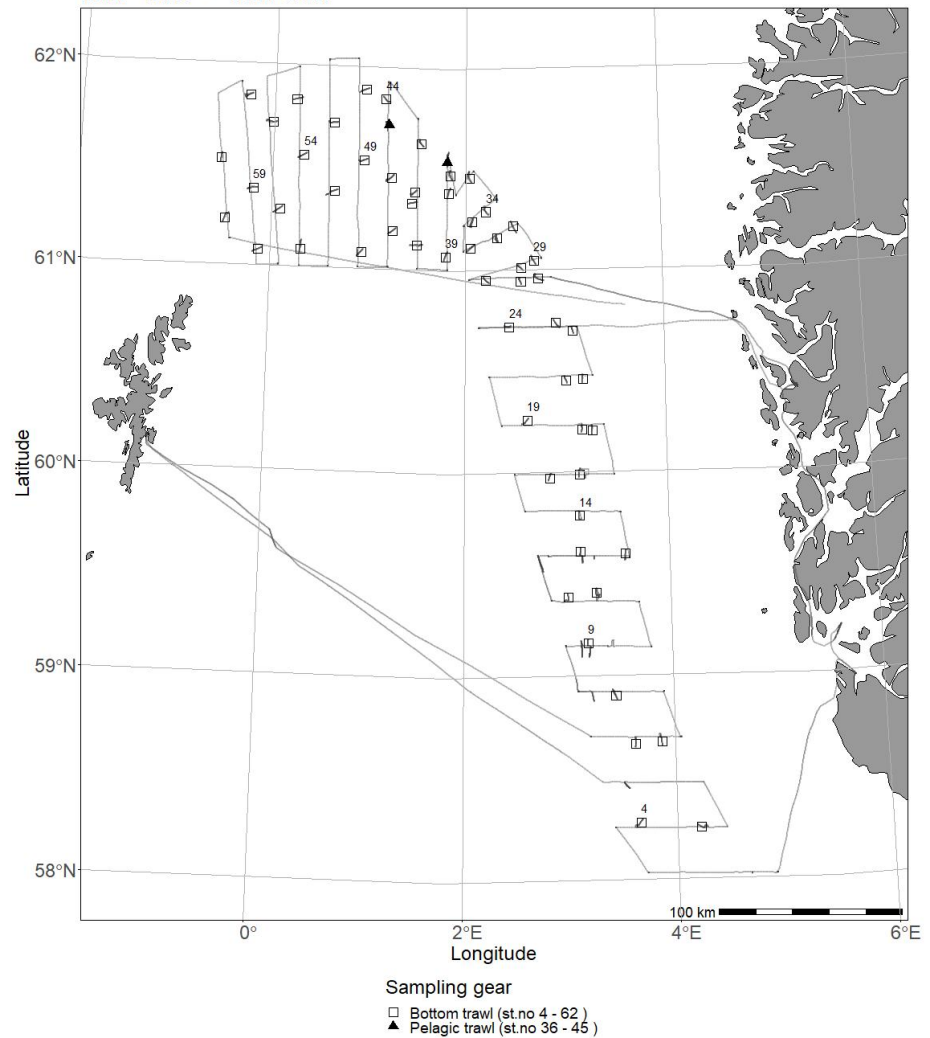 62°N
44
54
49
59
34
61°N
39
29
24
19
Latitude
60°N
14
9
59°N
4
58°N
100 km
0°
2°E
4°E
6°E
Longitude
Sampling gear
Bottom trawl (st.no 4 - 62 )
Pelagic trawl (st.no 36 - 45 )